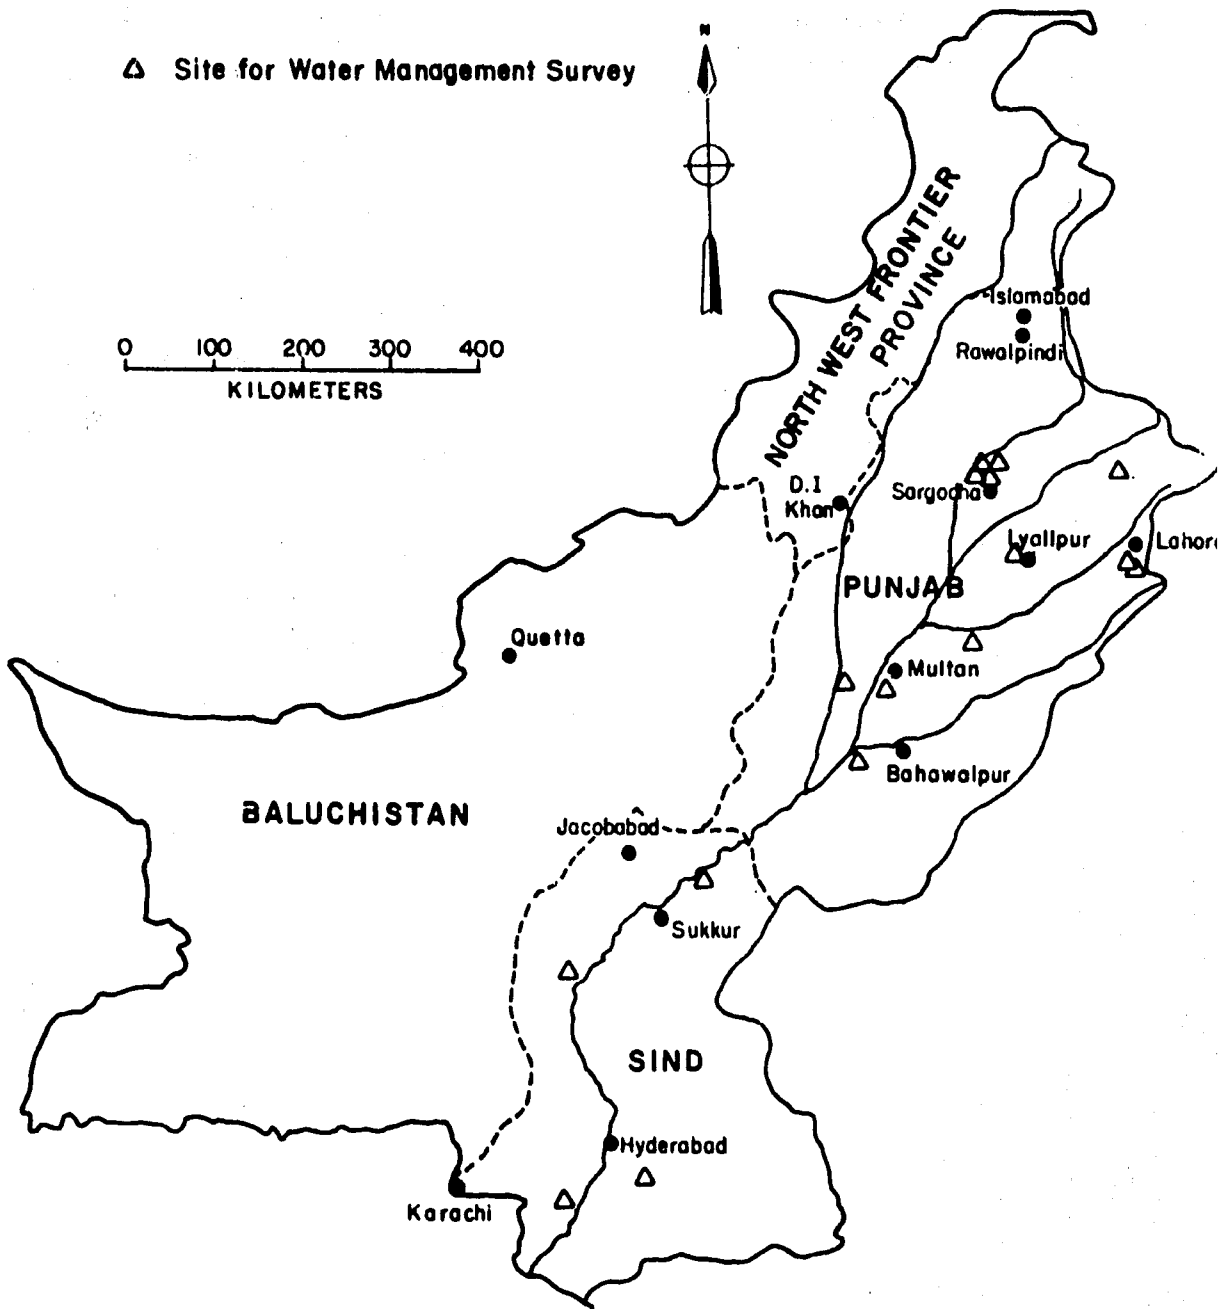 N
Site for Water Management Survey
NORTH WEST FRONTIER
PROVINCE
Islamabad
Rawalpindi
0 100 200 300 400
KILOMETERS
D.I
Khan
Sargodha
Lyallpur
Lahore
PUNJAB
Quetta
Multan
Bahawalpur
BALUCHISTAN
Jacobabad
Sukkur
SIND
Hyderabad
Karachi